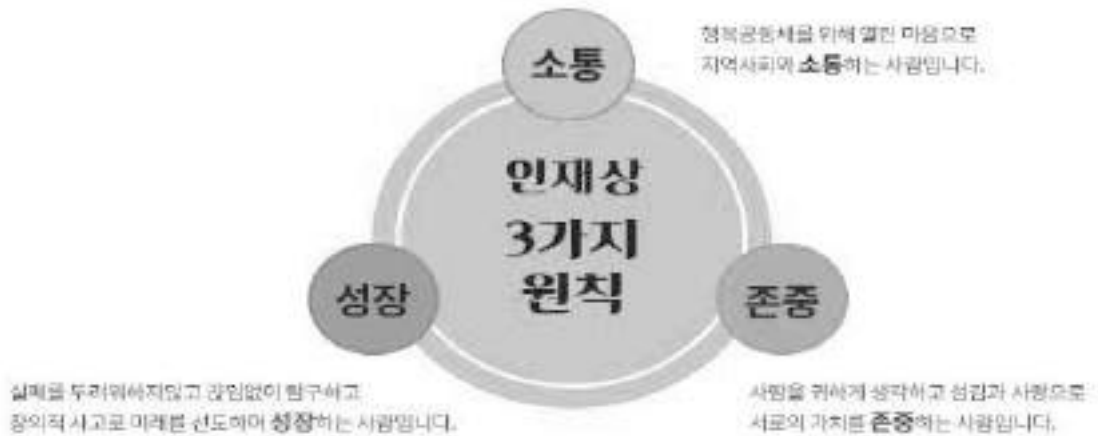 소통
행복공동체를 위해 열린 마음으로
지역사회와 소통하는 사람입니다.
인재상
3가지
원칙
성장
존중
실패를 두려워하지않고 끊임없이 탐구하고
창의적 사고로 미래를 선도하며 성장하는 사람입니다.
사람을 귀하게 생각하고 섬김과 사랑으로
서로의 가치를 존중하는 사람입니다.